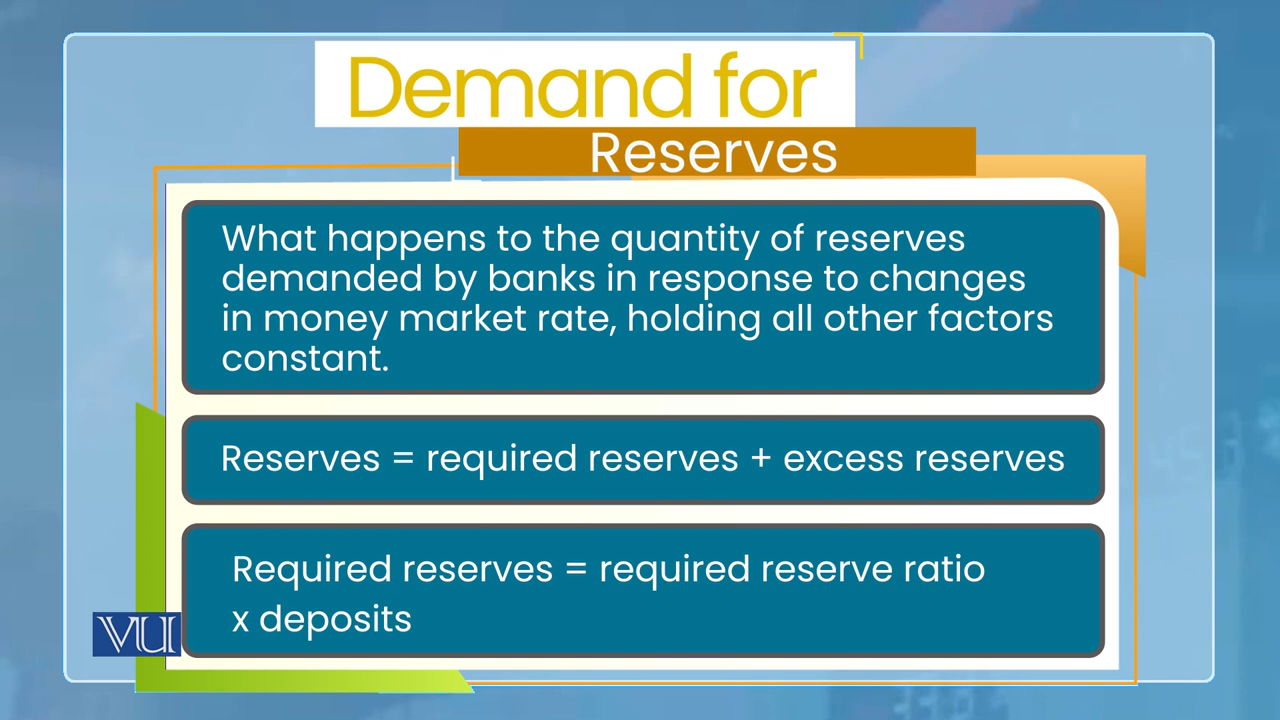 Demand for
Reserves
What happens to the quantity of reserves
demanded by banks in response to changes
in money market rate, holding all other factors
constant.
Reserves = required reserves + excess reserves
Required reserves = required reserve ratio
x deposits
VU